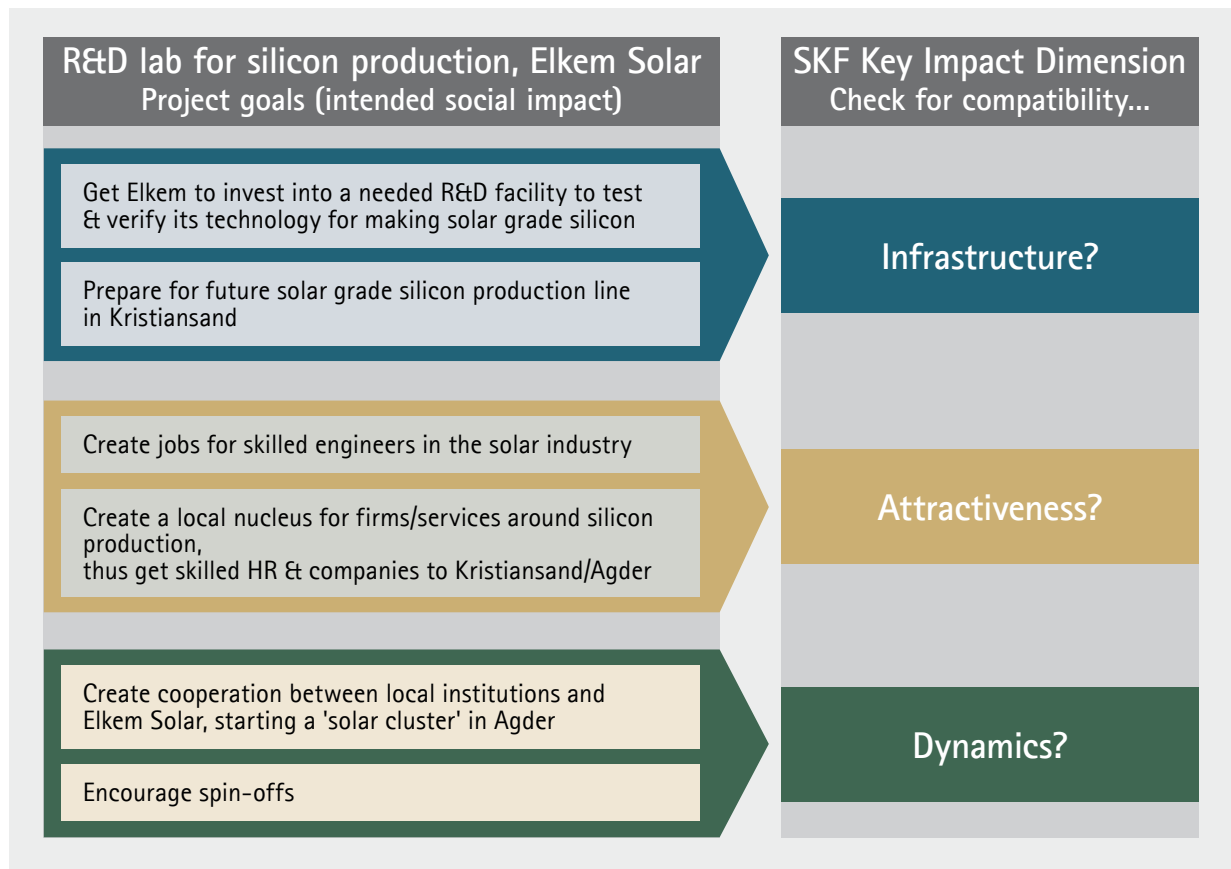 R&D lab for silicon production, Elkem Solar
Project goals (intended social impact)
SKF Key Impact Dimension
Check for compatibility...
Get Elkem to invest into a needed R&D facility to test
& verify its technology for making solar grade silicon
Prepare for future solar grade silicon production line
in Kristiansand
Infrastructure?
Create jobs for skilled engineers in the solar industry
Create a local nucleus for firms/services around silicon
production,
thus get skilled HR & companies to Kristiansand/Agder
Attractiveness?
Create cooperation between local institutions and
Elkem Solar, starting a 'solar cluster' in Agder
Encourage spin-offs
Dynamics?